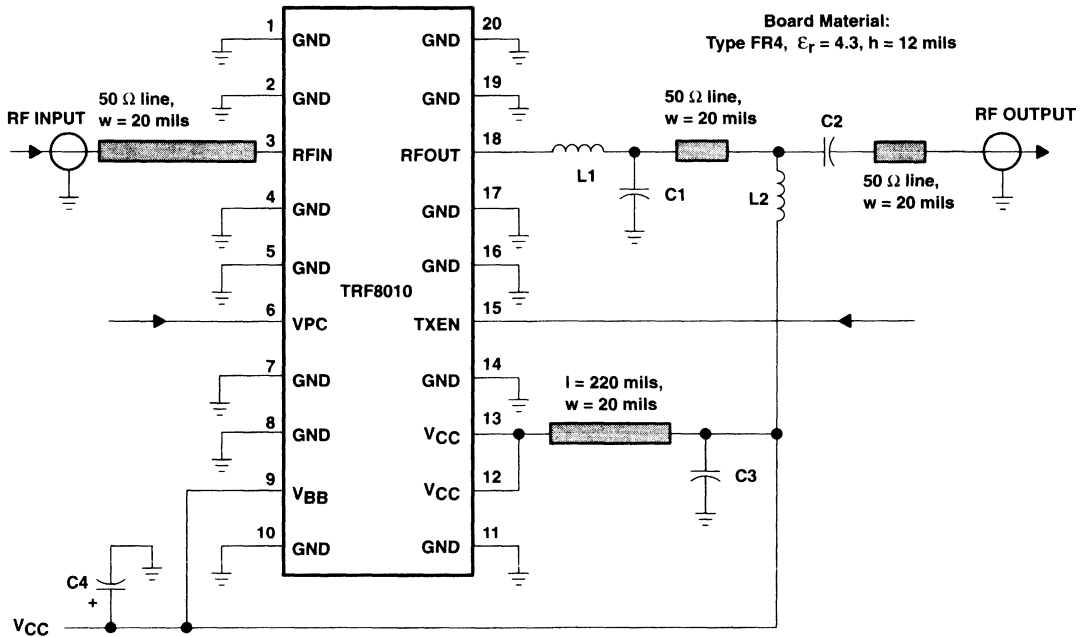 Board Material:
Type FR4, Ɛr = 4.3, h = 12 mils
RF INPUT
50 Ω line,
w = 20 mils
1 GND
2 GND
3 RFIN
4 GND
5 GND
6 VPC
7 GND
8 GND
9 VBB
10 GND
TRF8010
20 GND
19 GND
18 RFOUT
17 GND
16 GND
15 TXEN
14 GND
13 VCC
12 VCC
11 GND
L1
C1
50 Ω line,
w = 20 mils
L2
C2
50 Ω line,
w = 20 mils
RF OUTPUT
l = 220 mils,
w = 20 mils
C3
C4
+
VCC